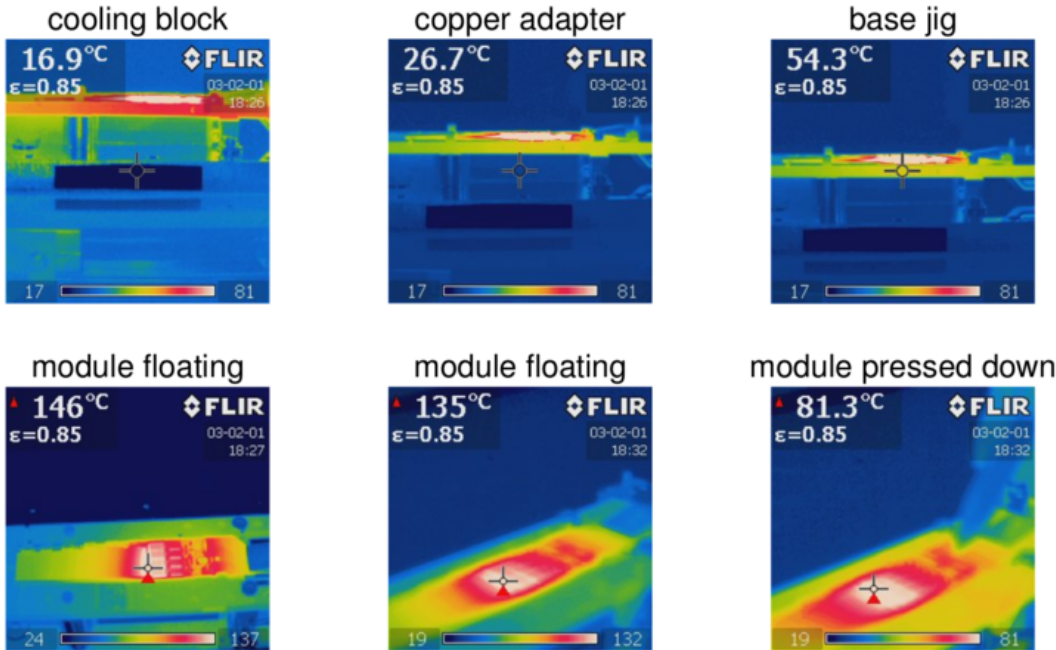 cooling block
16.9°C
FLIR
ε=0.85
03-02-01
18:26
17
81
copper adapter
26.7°C
FLIR
ε=0.85
03-02-01
18:26
17
81
base jig
54.3°C
FLIR
ε=0.85
03-02-01
18:26
17
81
module floating
146°C
FLIR
ε=0.85
03-02-01
18:27
24
137
module floating
135°C
FLIR
ε=0.85
03-02-01
18:32
19
132
module pressed down
81.3°C
FLIR
ε=0.85
03-02-01
18:32
19
81